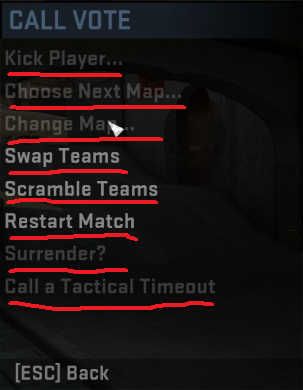 CALL VOTE
Kick Player...
Choose Next Map...
Change Map...
Swap Teams
Scramble Teams
Restart Match
Surrender?
Call a Tactical Timeout
[ESC] Back